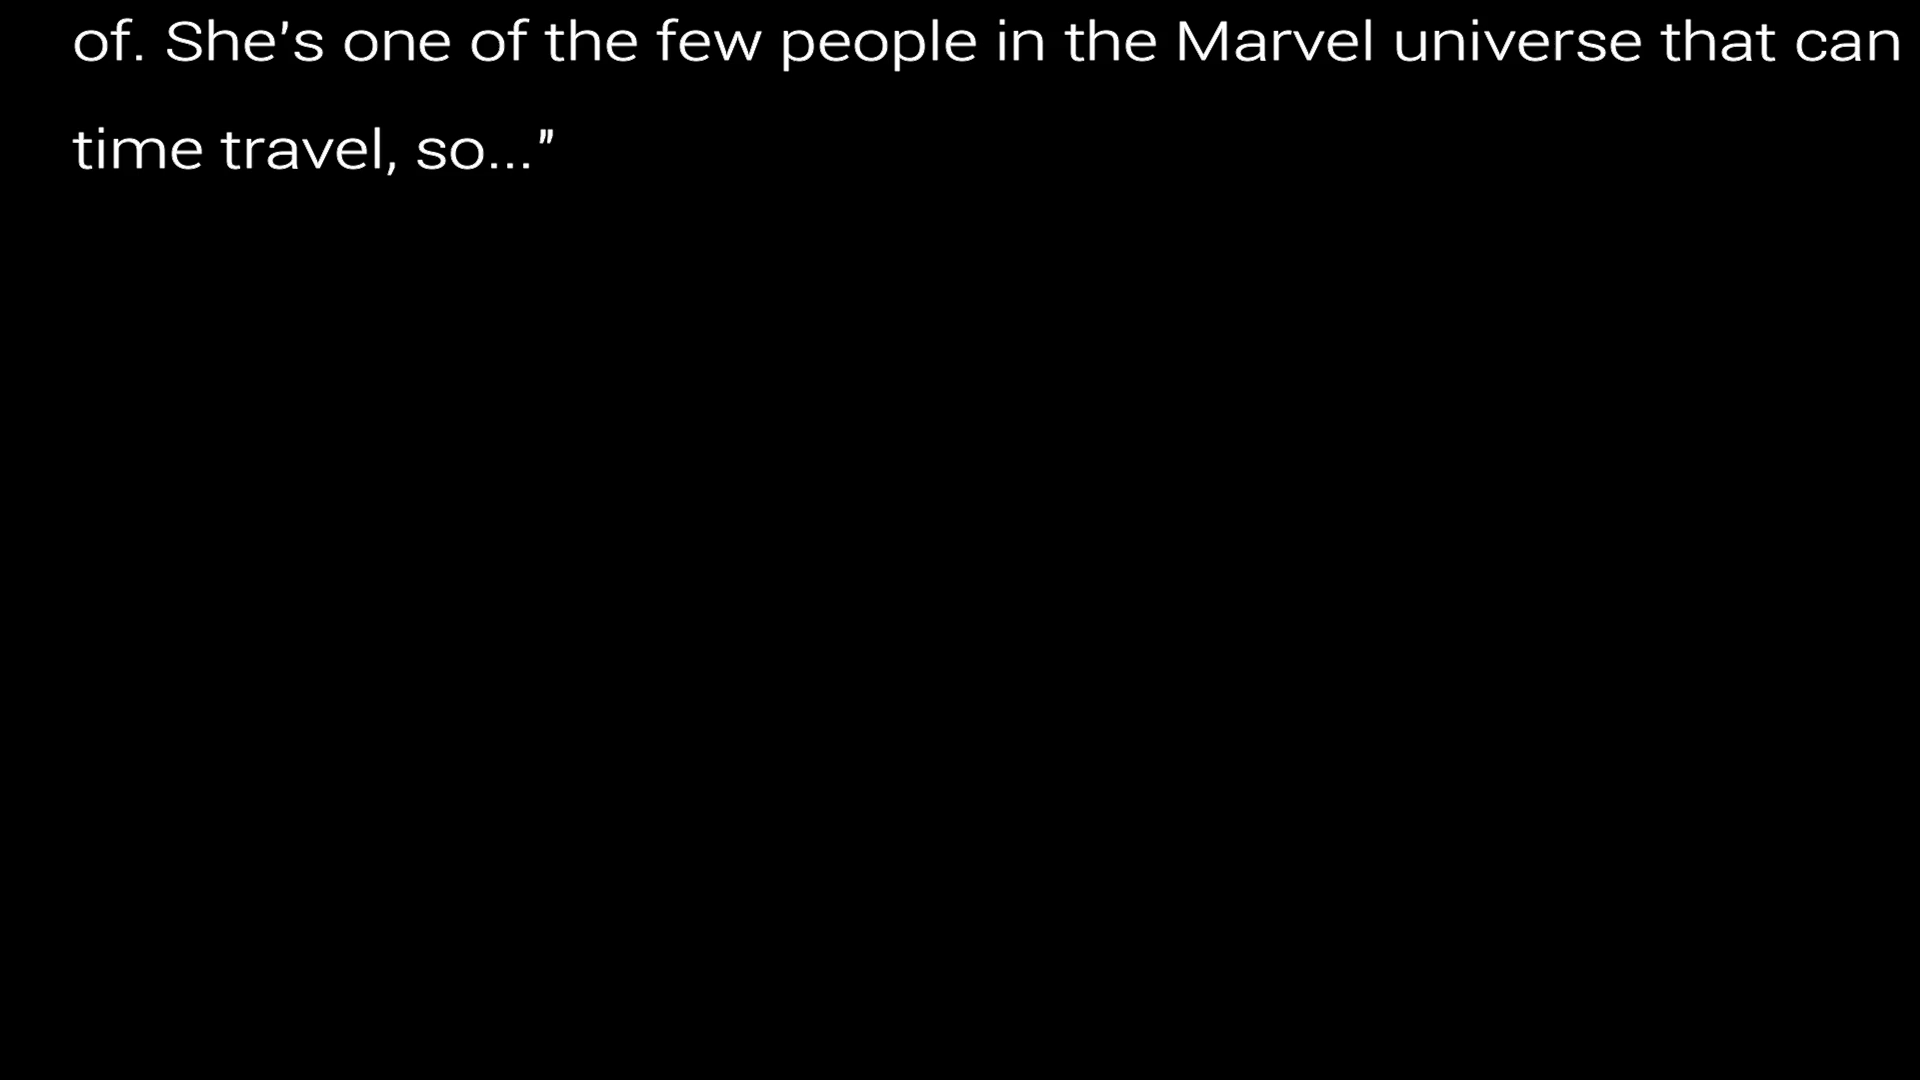 of. She's one of the few people in the Marvel universe that can
time travel, so..."